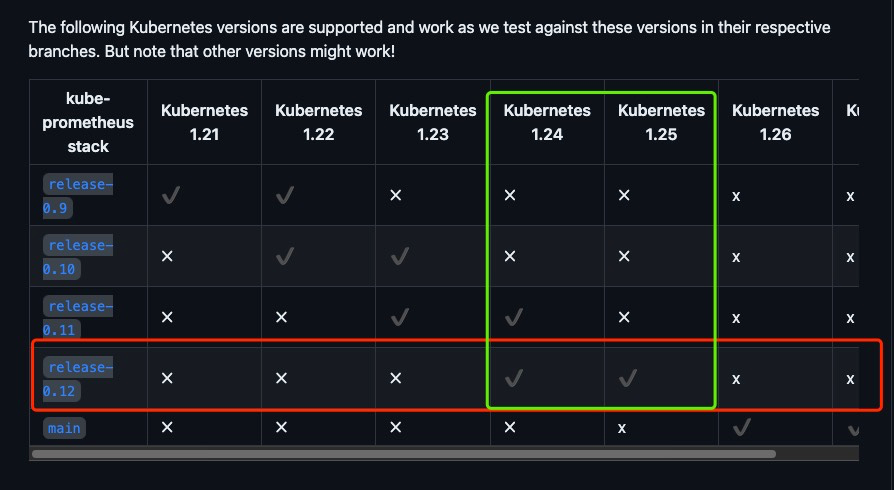 The following Kubernetes versions are supported and work as we test against these versions in their respective
branches. But note that other versions might work!
kube-
prometheus
stack
Kubernetes
1.21
Kubernetes
1.22
Kubernetes
1.23
Kubernetes
1.24
Kubernetes
1.25
Kubernetes
1.26
release-
0.9
✔ ✔ ✗ ✗ ✗ x x
release-
0.10
✗ ✔ ✔ ✗ ✗ x x
release-
0.11
✗ ✗ ✔ ✔ ✗ x x
release-
0.12
✗ ✗ ✗ ✔ ✔ x x
main
✗ ✗ ✗ ✗ x ✔ ✔